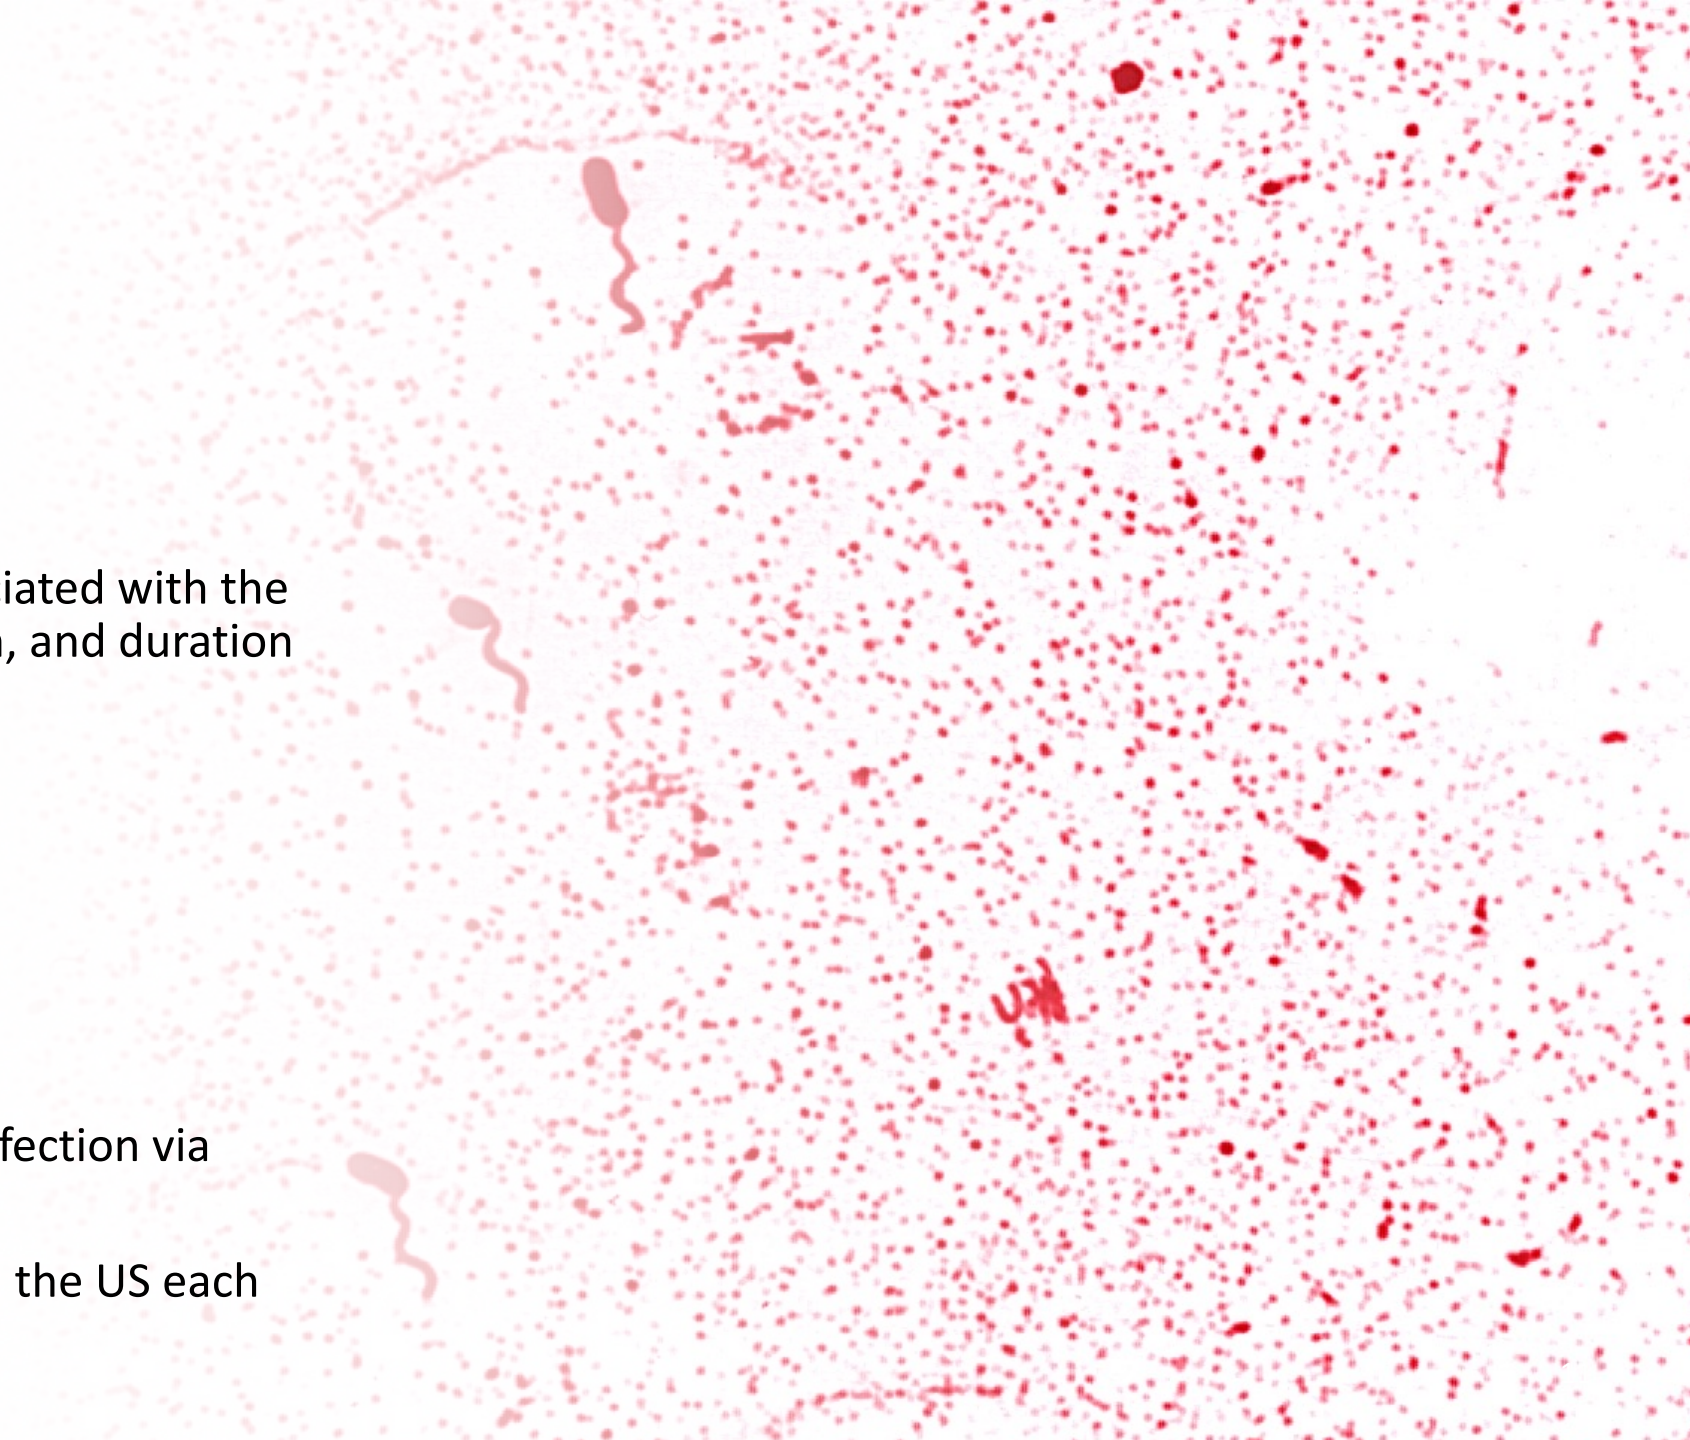 iated with the
, and duration
fection via
the US each